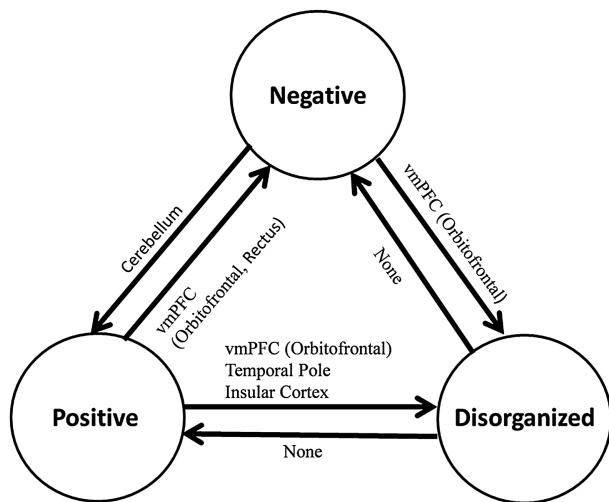 Negative
Cerebellum
vmPFC
(Orbitofrontal, Rectus)
vmPFC (Orbitofrontal)
None
vmPFC (Orbitofrontal)
Temporal Pole
Insular Cortex
Positive
Disorganized
None